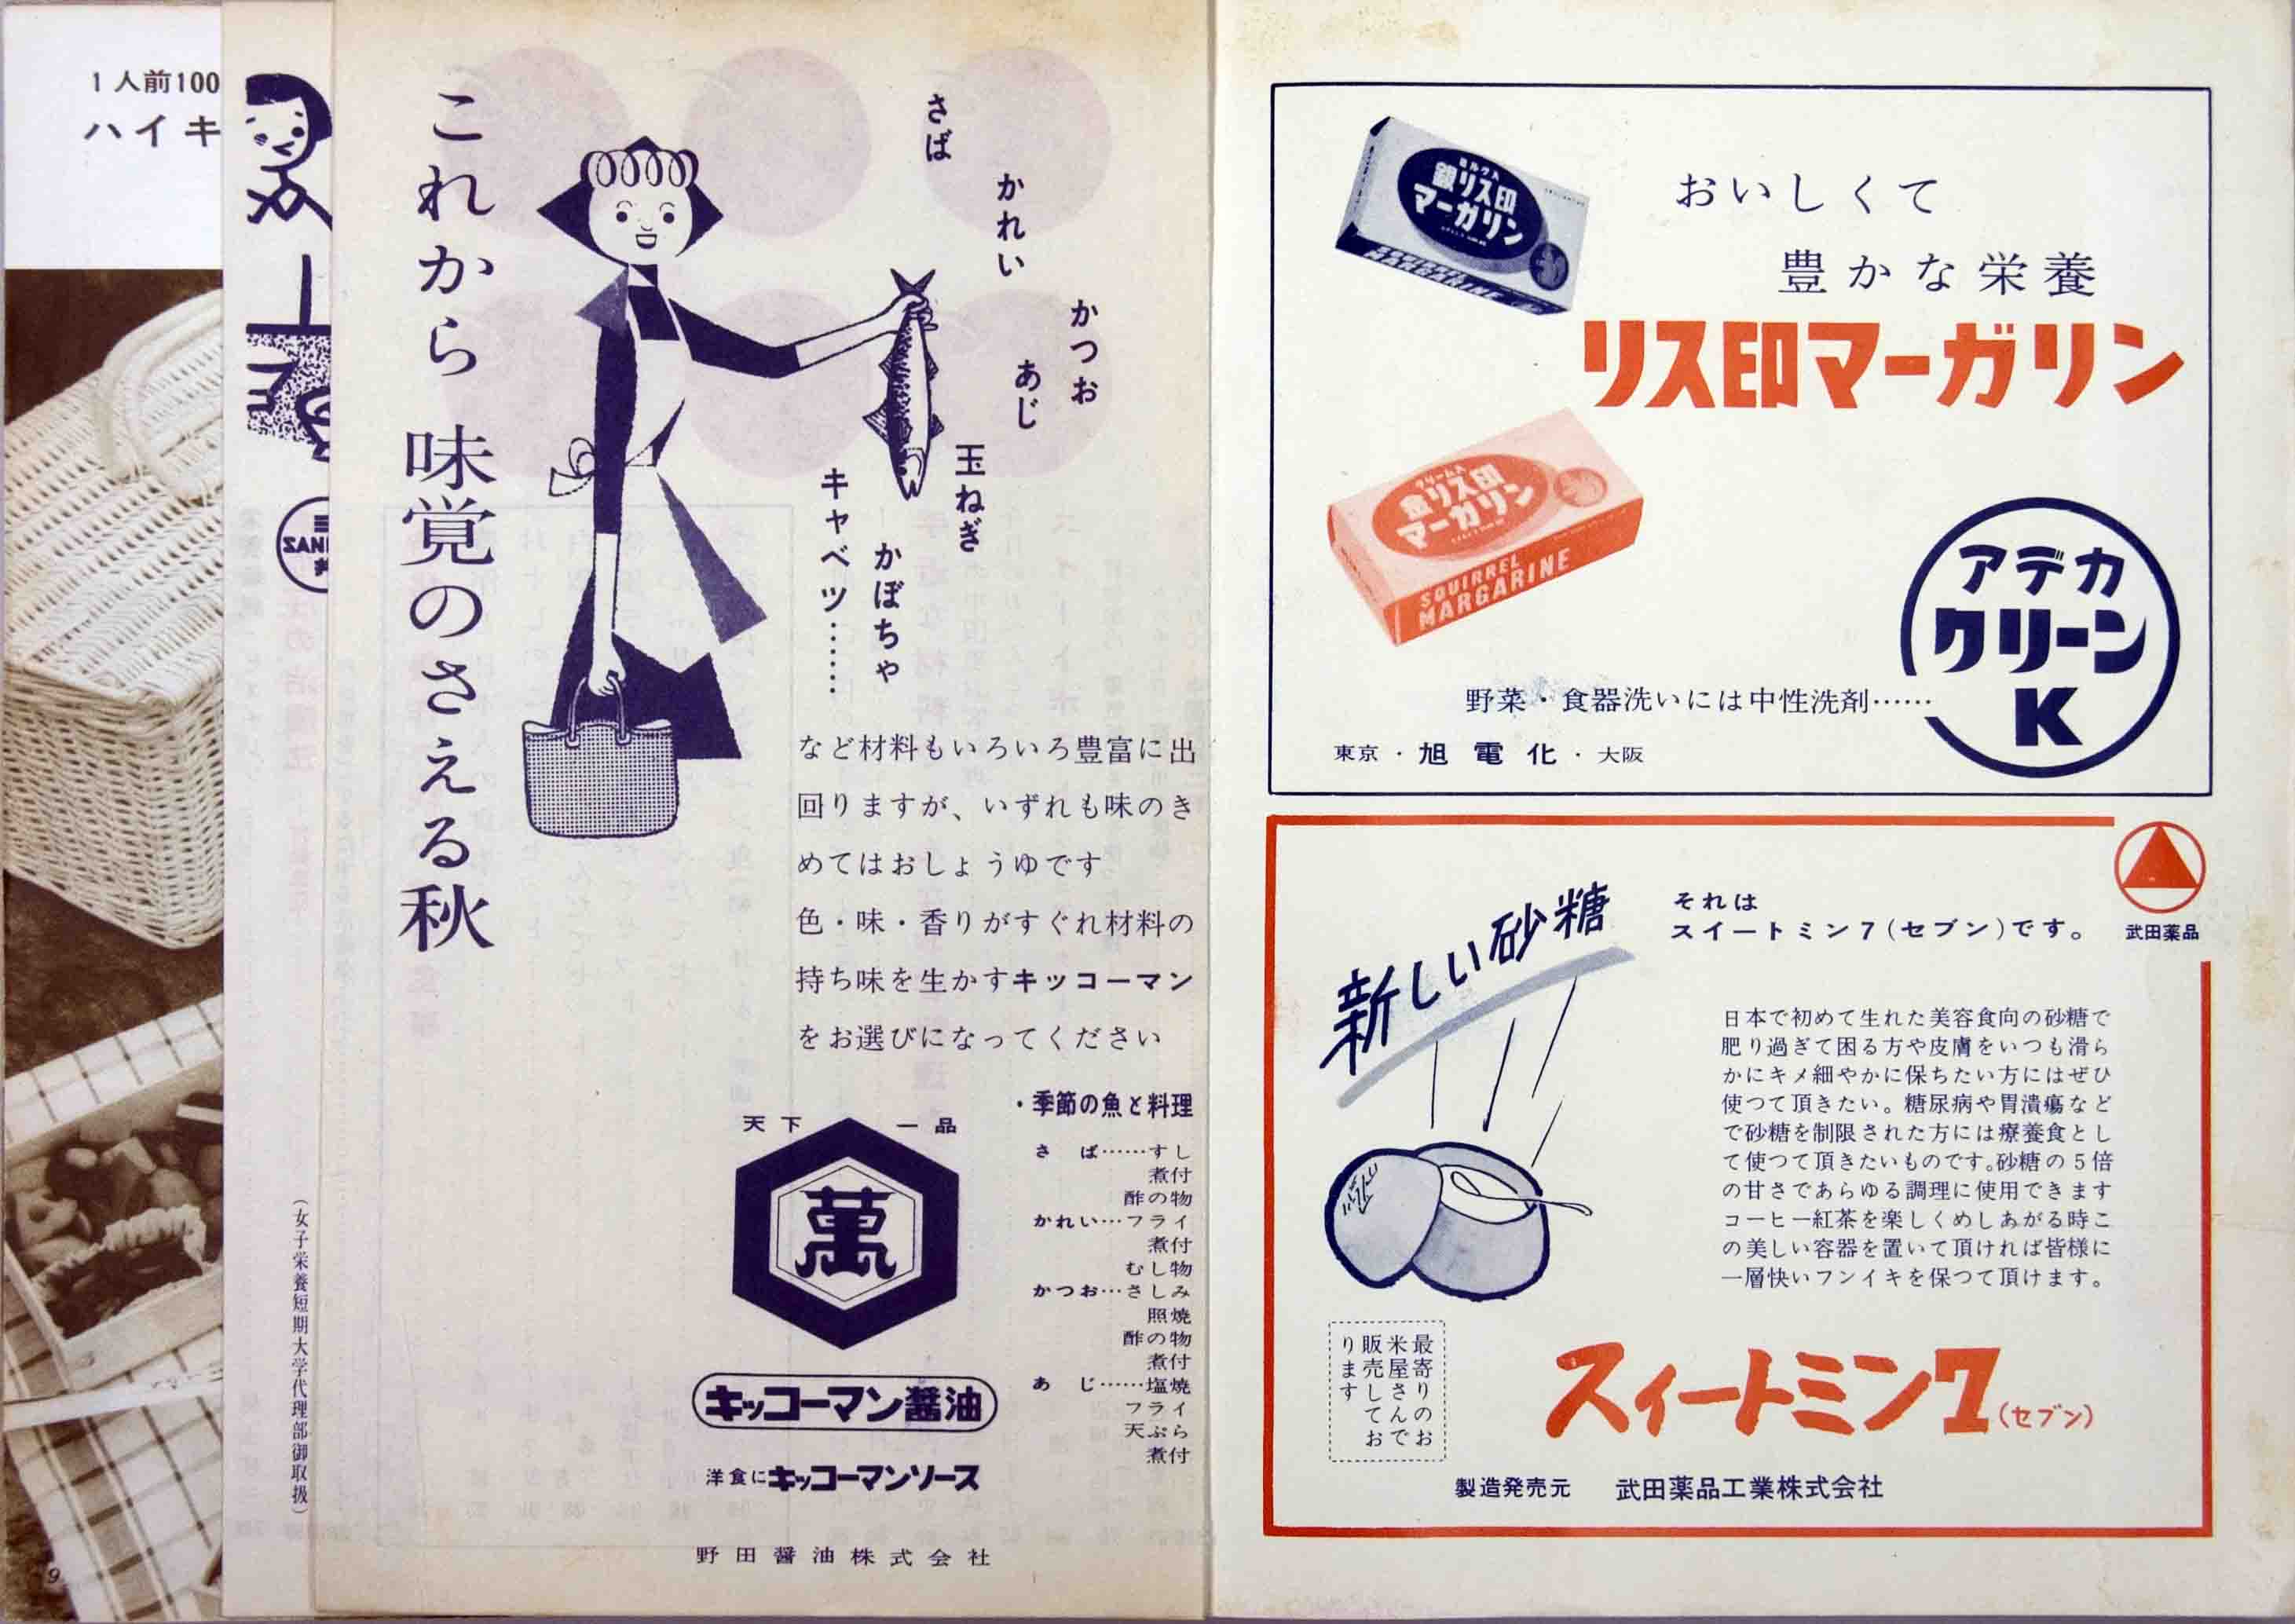 1人前100
ハイキ
SAN
(女子栄養短期大学代理部御取扱)
これから 味覚のさえる秋
さば
かれい
かつお
あじ
玉ねぎ
かぼちゃ
キャベツ……
など材料もいろいろ豊富に出
回りますが、いずれも味のき
めてはおしょうゆです
色・味・香りがすぐれ材料の
持ち味を生かすキッコーマン
をお選びになってください
・季節の魚と料理
さば……すし
煮付
酢の物
かれい…フライ
煮付
むし物
かつお…さしみ
照焼
酢の物
煮付
あじ……塩焼
フライ
天ぷら
煮付
天下一品
萬
キッコーマン醤油
洋食にキッコーマンソース
野田醤油株式会社
9
銀リス印
マーガリン
おいしくて
豊かな栄養
リス印マーガリン
クリーム入
金リス印
マーガリン
SQUIRREL
MARGARINE
アデカ
クリーン
K
野菜・食器洗いには中性洗剤……
東京・旭電化・大阪
新しい砂糖
それは
スイートミン7(セブン)です。
武田薬品
日本で初めて生れた美容食向の砂糖で
肥り過ぎて困る方や皮膚をいつも滑ら
かにキメ細やかに保ちたい方にはぜひ
使つて頂きたい。糖尿病や胃潰瘍など
で砂糖を制限された方には療養食とし
て使つて頂きたいものです。砂糖の5倍
の甘さであらゆる調理に使用できます
コーヒー紅茶を楽しくめしあがる時こ
の美しい容器を置いて頂ければ皆様に
一層快いフンイキを保つて頂けます。
最寄りのお
米屋さんで
販売してお
ります
スイートミン7(セブン)
製造発売元 武田薬品工業株式会社